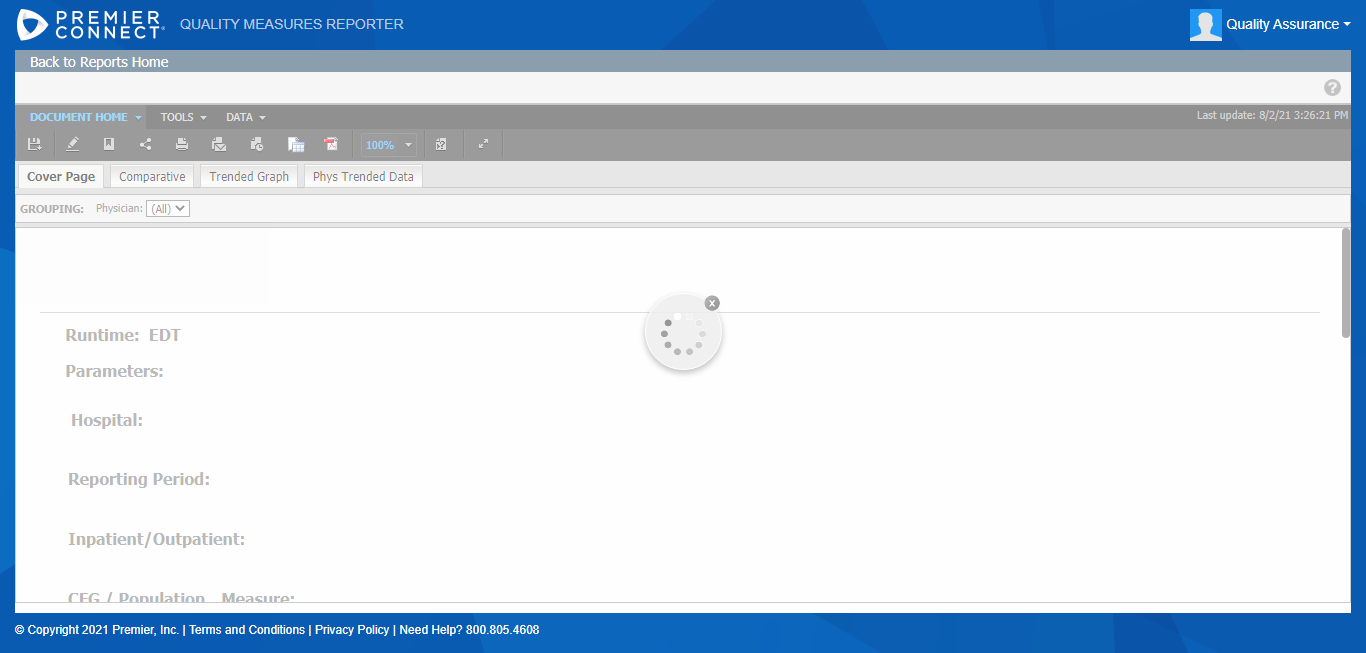 PREMIER CONNECT® QUALITY MEASURES REPORTER
Quality Assurance
Back to Reports Home
?
DOCUMENT HOME TOOLS DATA Last update: 8/2/21 3:26:21 PM
100%
Cover Page Comparative Trended Graph Phys Trended Data
GROUPING: Physician: (All)
x
Runtime: EDT
Parameters:
Hospital:
Reporting Period:
Inpatient/Outpatient:
CFG / Population Measure:
© Copyright 2021 Premier, Inc. | Terms and Conditions | Privacy Policy | Need Help? 800.805.4608